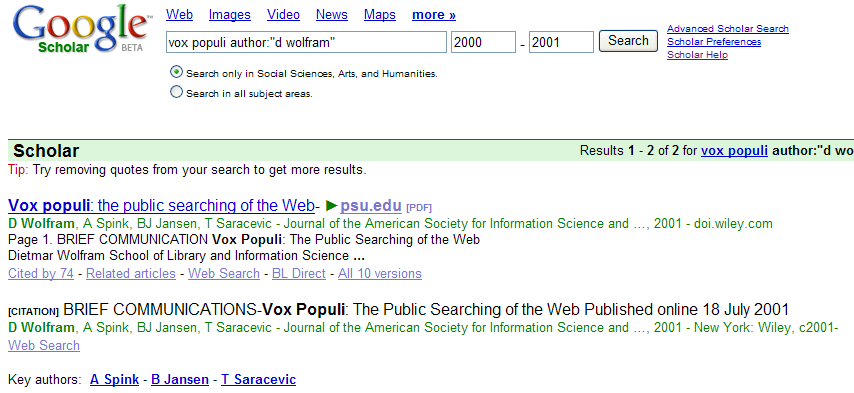 Web Images Video News Maps more »
Google™
Scholar BETA
vox populi author:"d wolfram" 2000 - 2001 Search
Advanced Scholar Search
Scholar Preferences
Scholar Help
Search only in Social Sciences, Arts, and Humanities.
Search in all subject areas.
Scholar Results 1 - 2 of 2 for vox populi author:"d wo
Tip: Try removing quotes from your search to get more results.
Vox populi: the public searching of the Web- ►psu.edu [PDF]
D Wolfram, A Spink, BJ Jansen, T Saracevic - Journal of the American Society for Information Science and ..., 2001 - doi.wiley.com
Page 1. BRIEF COMMUNICATION Vox Populi: The Public Searching of the Web
Dietmar Wolfram School of Library and Information Science ...
Cited by 74 - Related articles - Web Search - BL Direct - All 10 versions
[CITATION] BRIEF COMMUNICATIONS-Vox Populi: The Public Searching of the Web Published online 18 July 2001
D Wolfram, A Spink, BJ Jansen, T Saracevic - Journal of the American Society for Information Science and ..., 2001 - New York: Wiley, c2001-
Web Search
Key authors: A Spink - B Jansen - T Saracevic